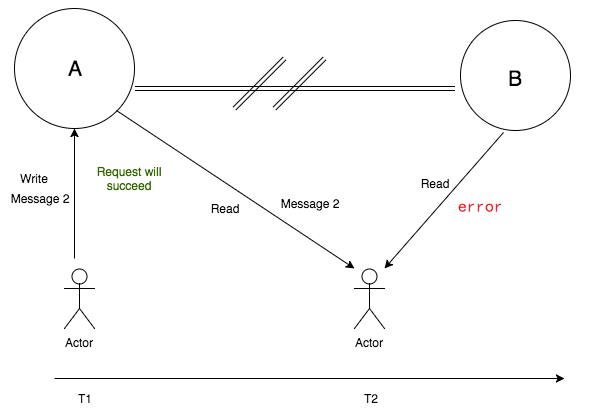 A
B
Write
Message 2
Request will
succeed
Read
Message 2
Read
error
Actor
Actor
T1
T2